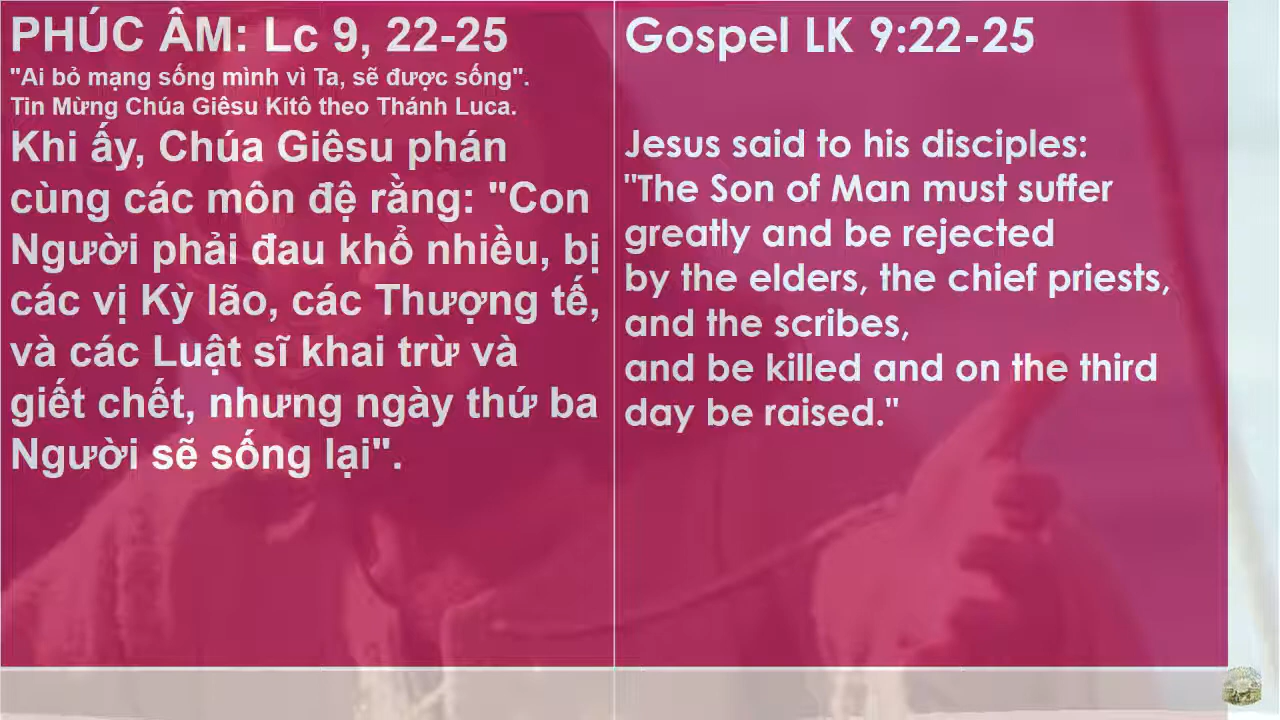 PHÚC ÂM: Lc 9, 22-25
"Ai bỏ mạng sống mình vì Ta, sẽ được sống".
Tin Mừng Chúa Giêsu Kitô theo Thánh Luca.
Khi ấy, Chúa Giêsu phán
cùng các môn đệ rằng: "Con
Người phải đau khổ nhiều, bị
các vị Kỳ lão, các Thượng tế,
và các Luật sĩ khai trừ và
giết chết, nhưng ngày thứ ba
Người sẽ sống lại".
Gospel LK 9:22-25
Jesus said to his disciples:
"The Son of Man must suffer
greatly and be rejected
by the elders, the chief priests,
and the scribes,
and be killed and on the third
day be raised."